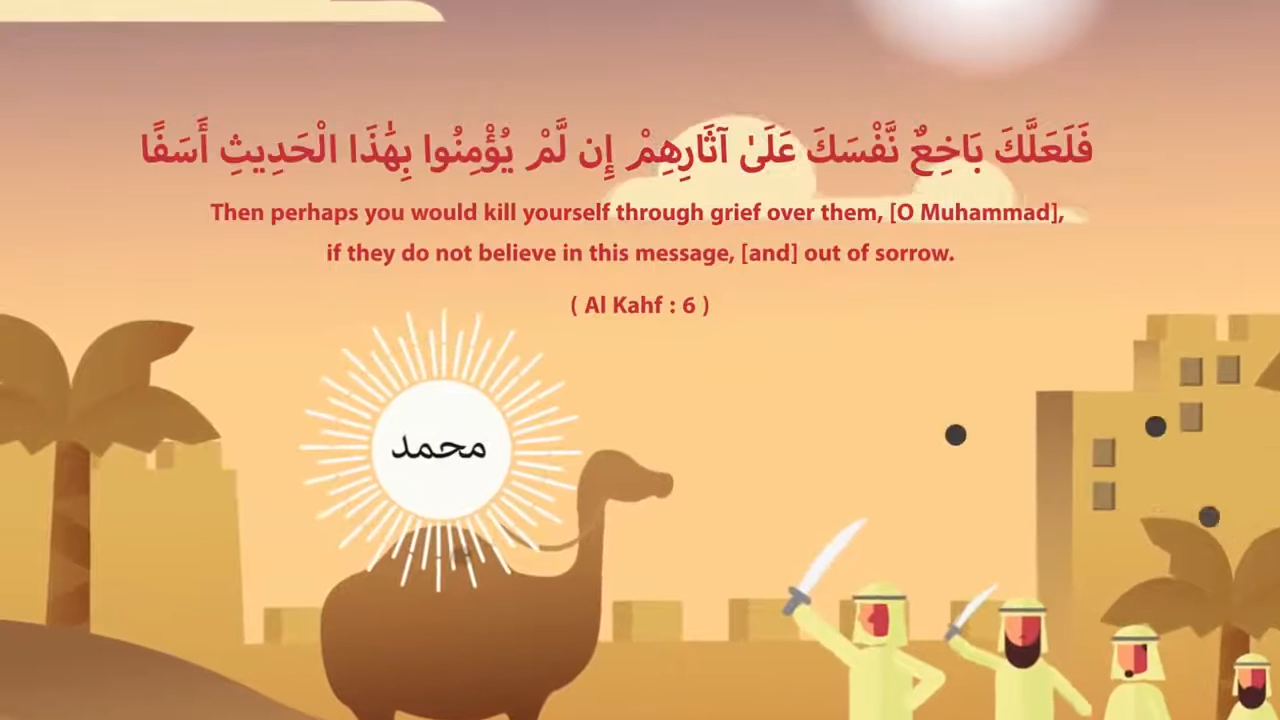 فَلَعَلَّكَ بَاخِعٌ نَّفْسَكَ عَلَىٰ آثَارِهِمْ إِن لَّمْ يُؤْمِنُوا بِهَٰذَا الْحَدِيثِ أَسَفًا
Then perhaps you would kill yourself through grief over them, [O Muhammad],
if they do not believe in this message, [and] out of sorrow.
( Al Kahf : 6 )
محمد